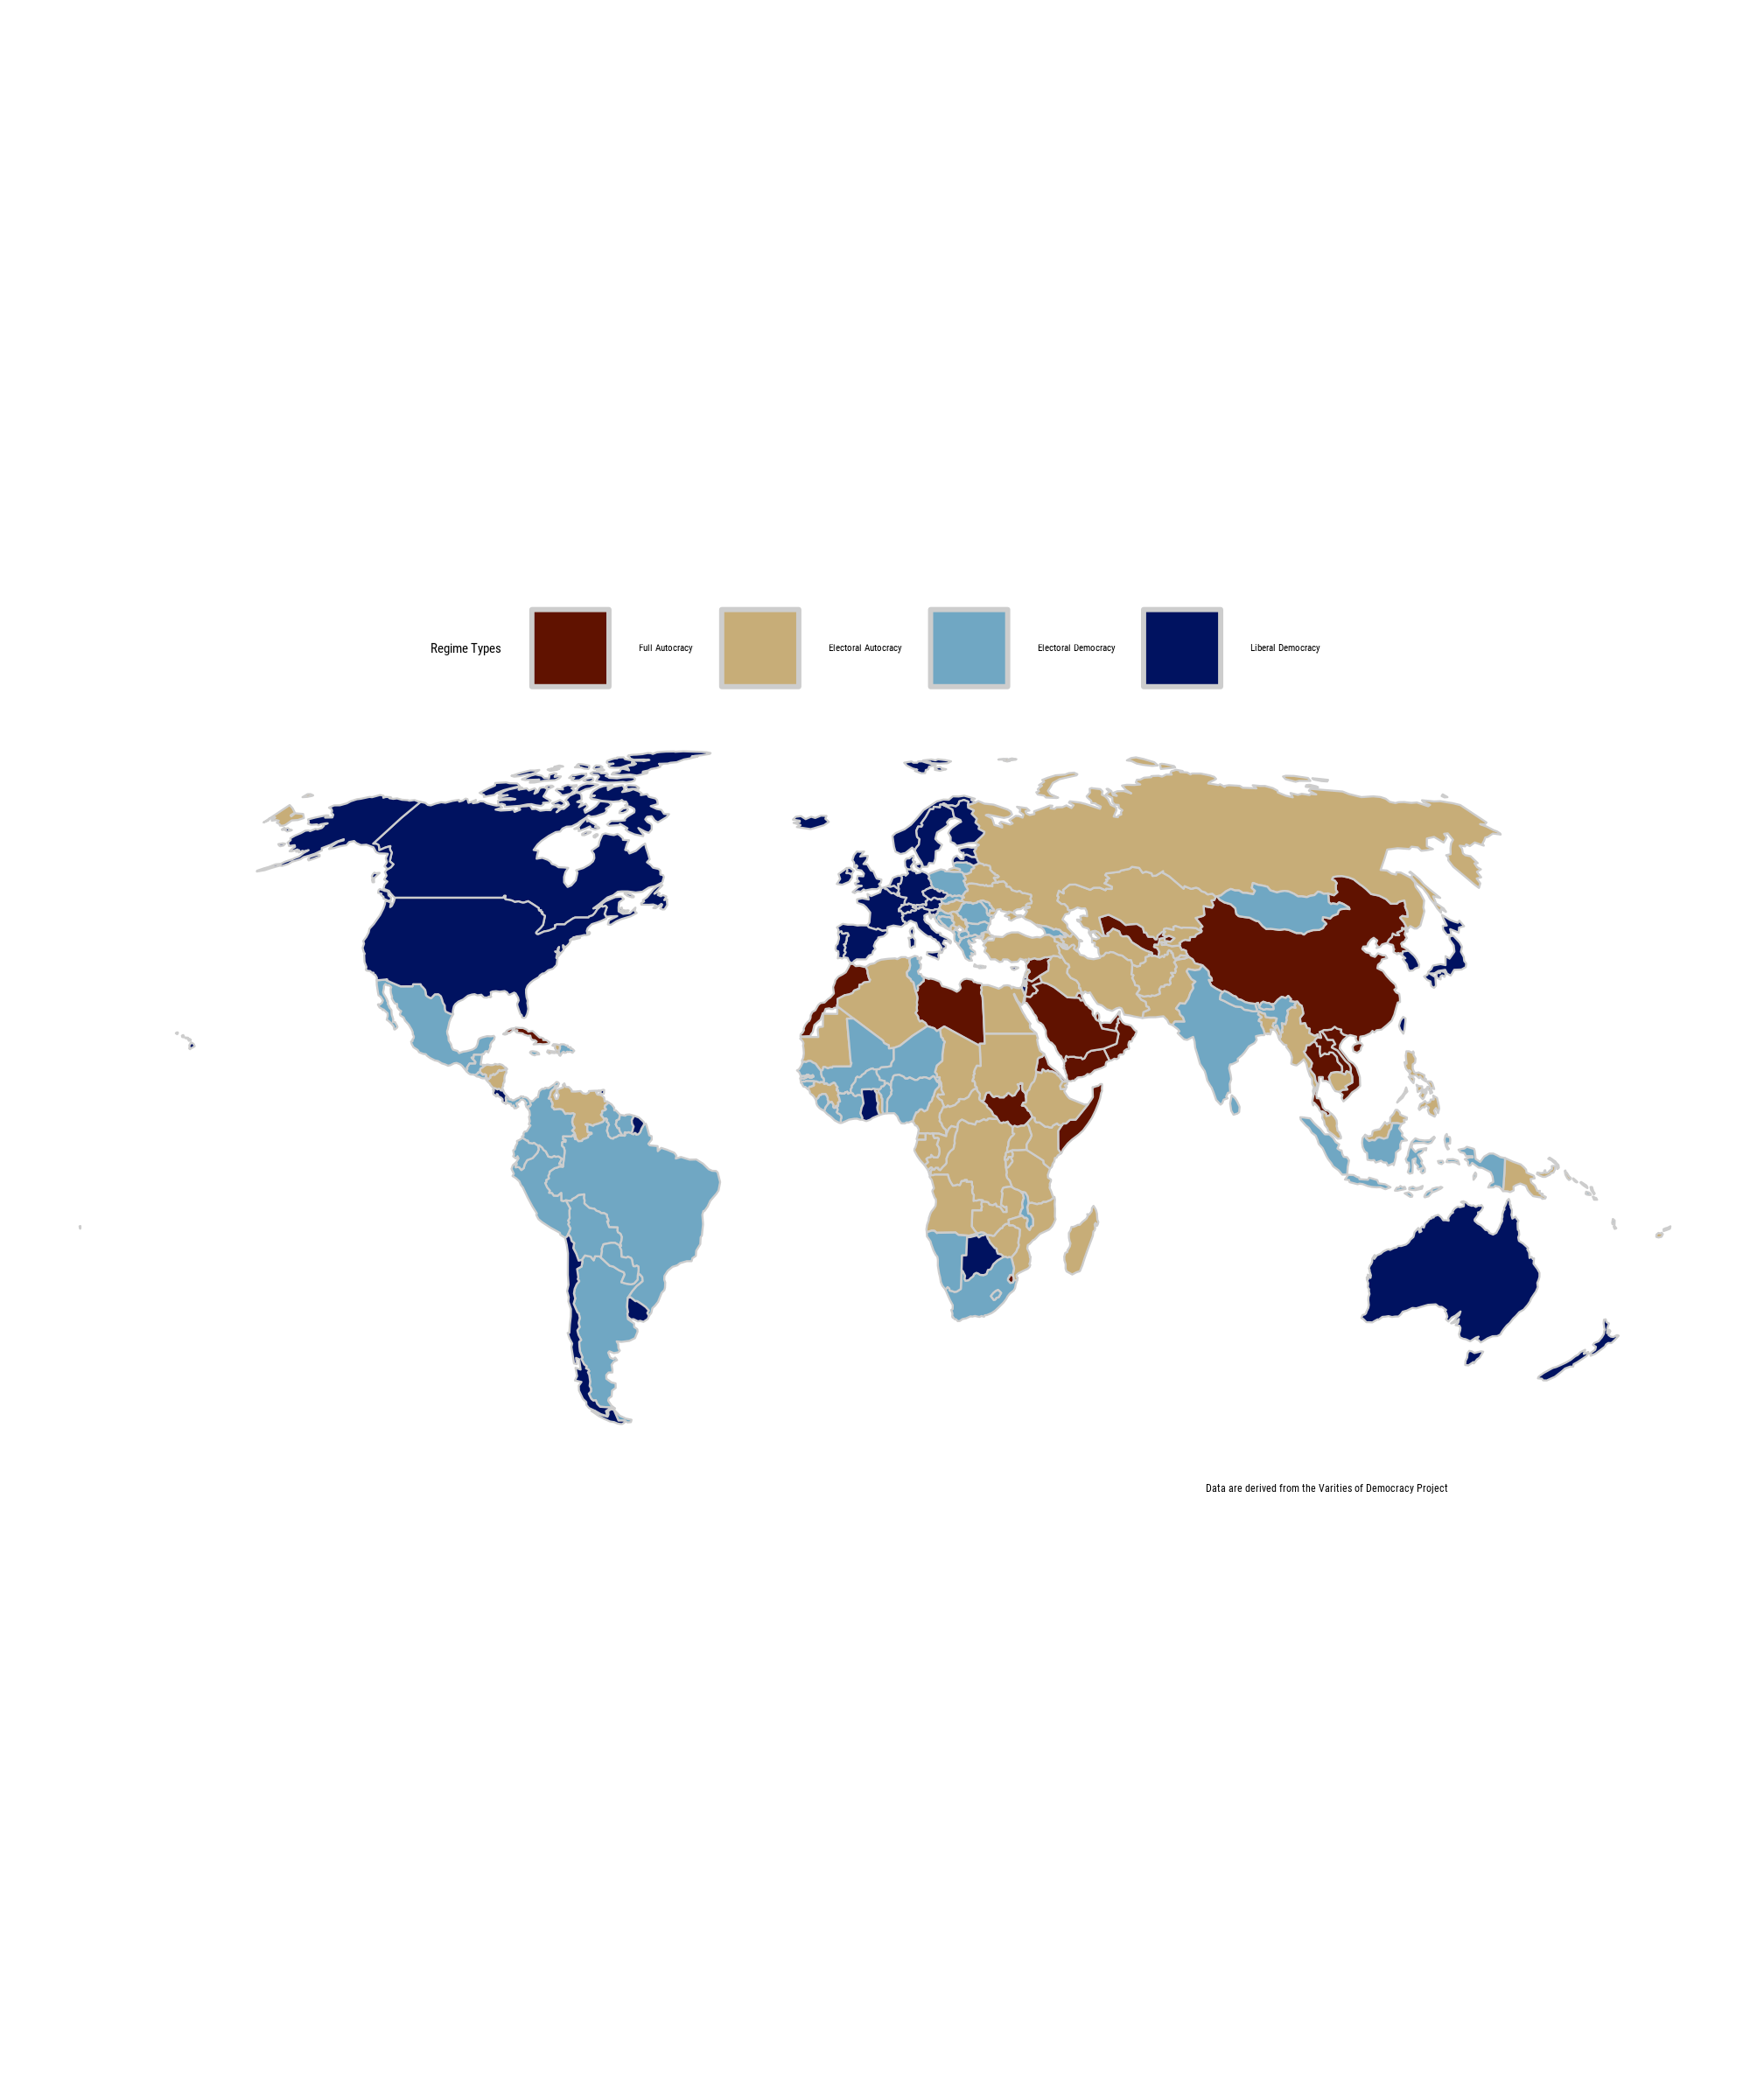 Regime Types Full Autocracy Electoral Autocracy Electoral Democracy Liberal Democracy
Data are derived from the Varities of Democracy Project